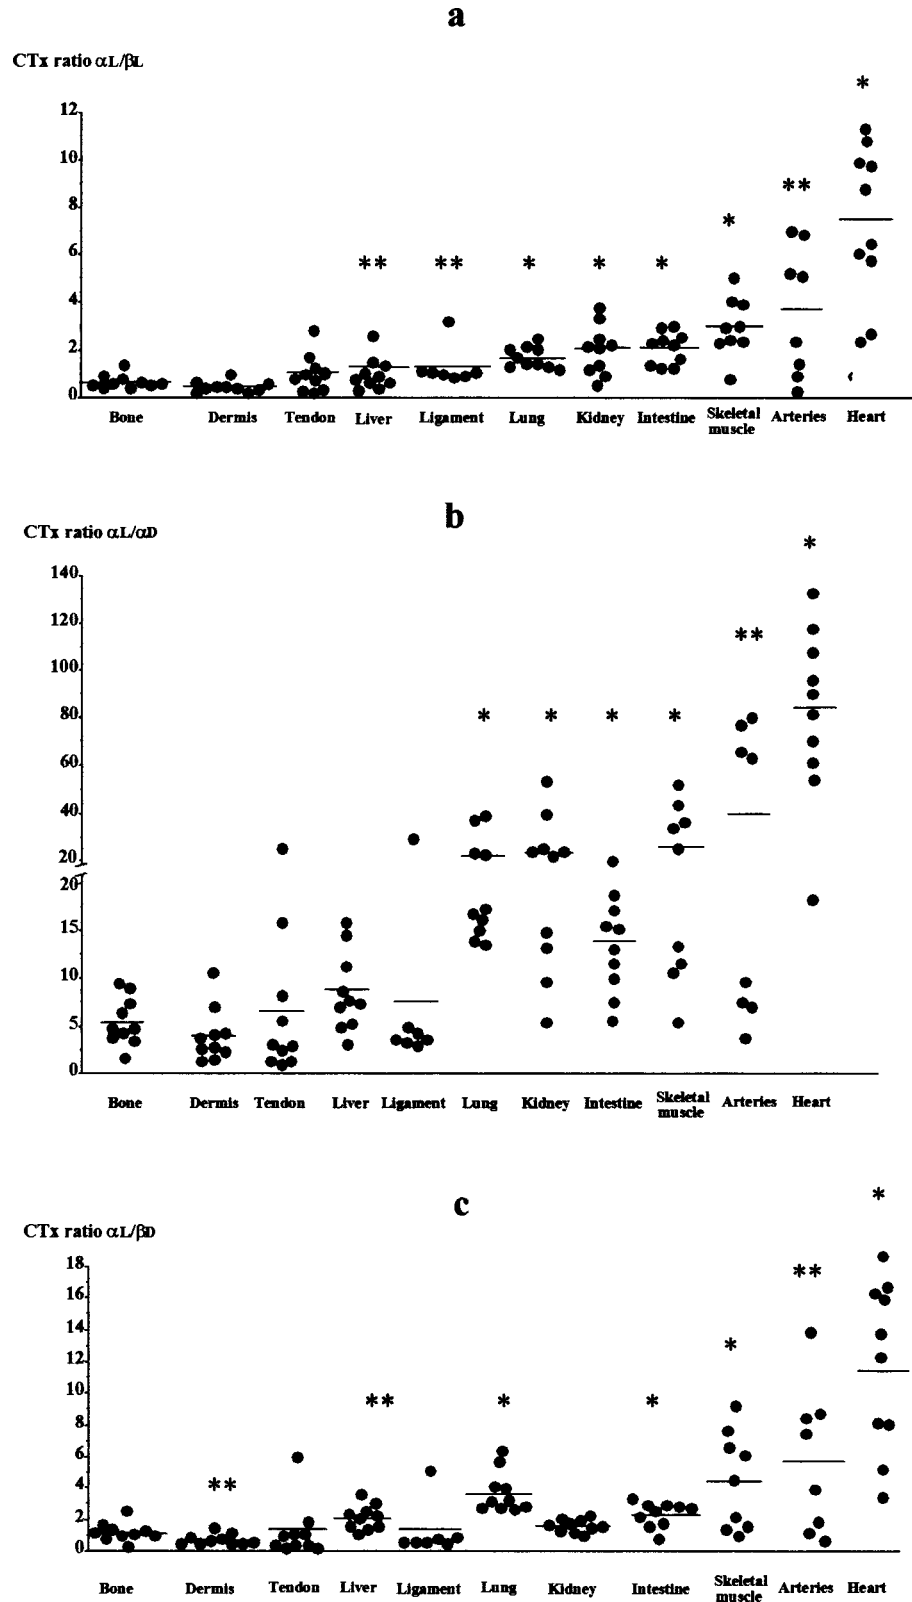 a
CTx ratio αL/βL
**
*
12
10
8
6
4
2
0
** ** * * * * ** *
Bone Dermis Tendon Liver Ligament Lung Kidney Intestine Skeletal muscle Arteries Heart
b
CTx ratio αL/αD
140
120
100
80
60
40
20
20
15
10
5
0
* * * * ** *
Bone Dermis Tendon Liver Ligament Lung Kidney Intestine Skeletal muscle Arteries Heart
c
CTx ratio αL/βD
18
16
14
12
10
8
6
4
2
0
** ** * * * ** *
Bone Dermis Tendon Liver Ligament Lung Kidney Intestine Skeletal muscle Arteries Heart